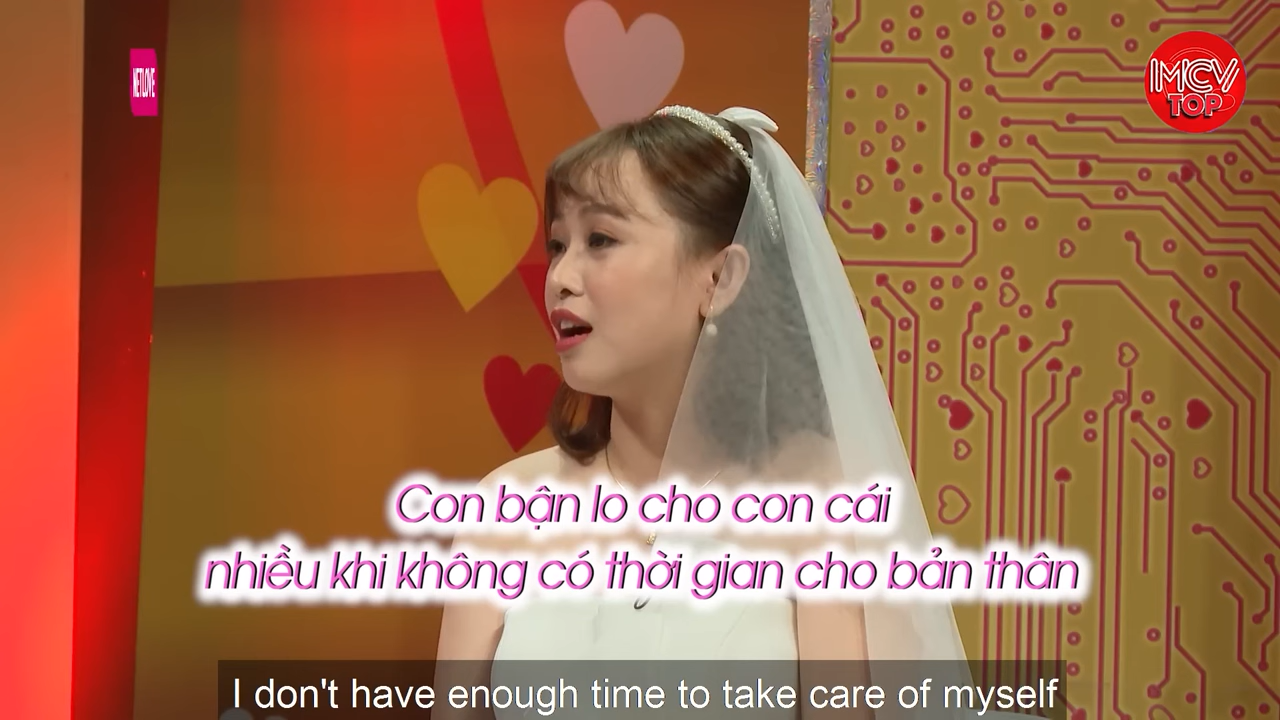 NETLOVE
MCV
TOP
Con bận lo cho con cái
nhiều khi không có thời gian cho bản thân
I don't have enough time to take care of myself